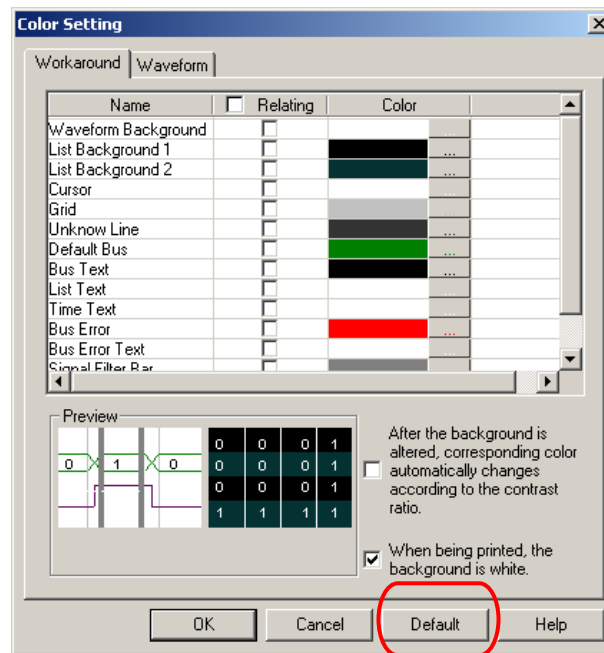 Color Setting
Workaround Waveform
Name Relating Color
Waveform Background ...
List Background 1 ...
List Background 2 ...
Cursor ...
Grid ...
Unknow Line ...
Default Bus ...
Bus Text ...
List Text ...
Time Text ...
Bus Error ...
Bus Error Text ...
Signal Filter Bar
Preview
0 1 0
0 0 0 1
0 0 0 1
0 0 0 1
1 1 1 1
After the background is
altered, corresponding color
automatically changes
according to the contrast
ratio.
When being printed, the
background is white.
OK Cancel Default Help